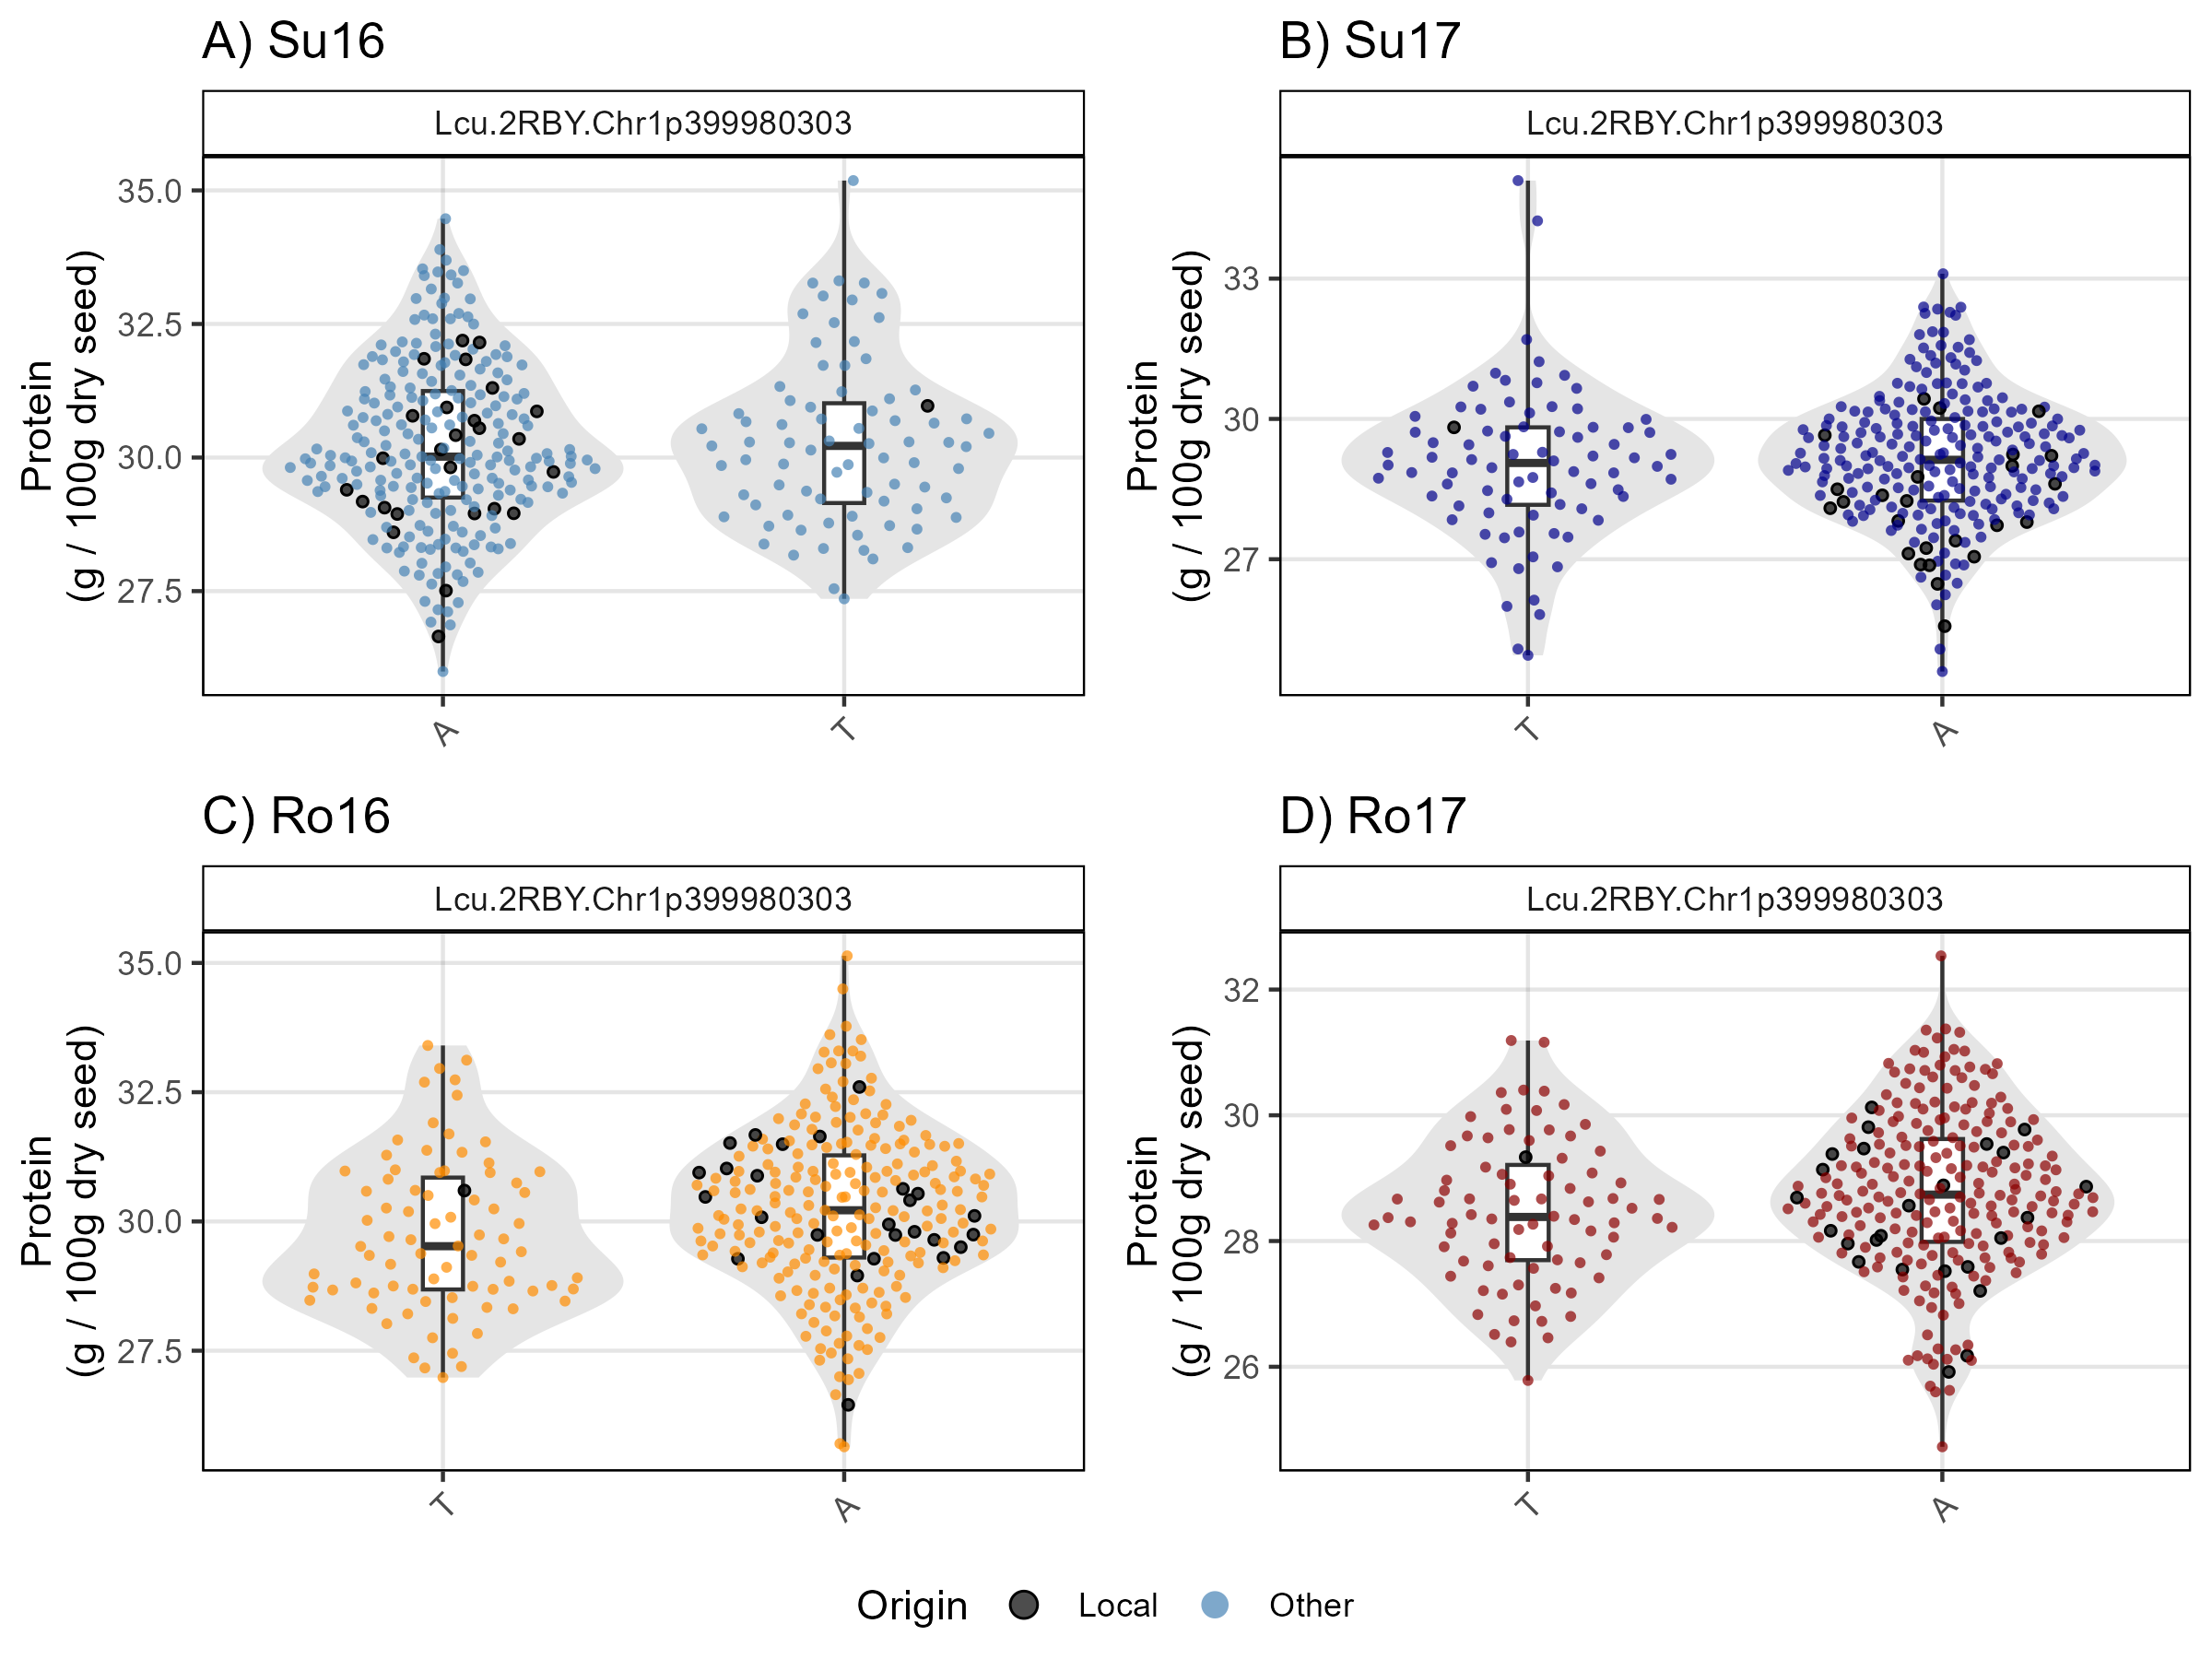 A) Su16
Lcu.2RBY.Chr1p399980303
Protein
(g / 100g dry seed)
35.0
32.5
30.0
27.5
A
T
B) Su17
Lcu.2RBY.Chr1p399980303
Protein
(g / 100g dry seed)
33
30
27
T
A
C) Ro16
Lcu.2RBY.Chr1p399980303
Protein
(g / 100g dry seed)
35.0
32.5
30.0
27.5
T
A
D) Ro17
Lcu.2RBY.Chr1p399980303
Protein
(g / 100g dry seed)
32
30
28
26
T
A
Origin Local Other